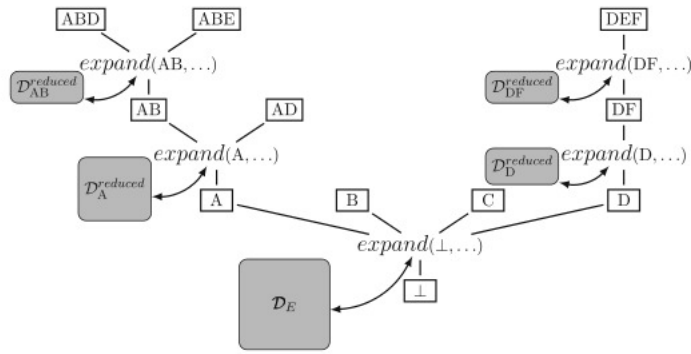 ABD ABE DEF
expand(AB,...) expand(DF,...)
𝒟_AB^reduced 𝒟_DF^reduced
AB AD DF
expand(A,...) expand(D,...)
𝒟_A^reduced 𝒟_D^reduced
A B C D
expand(⊥,...)
𝒟_E ⊥